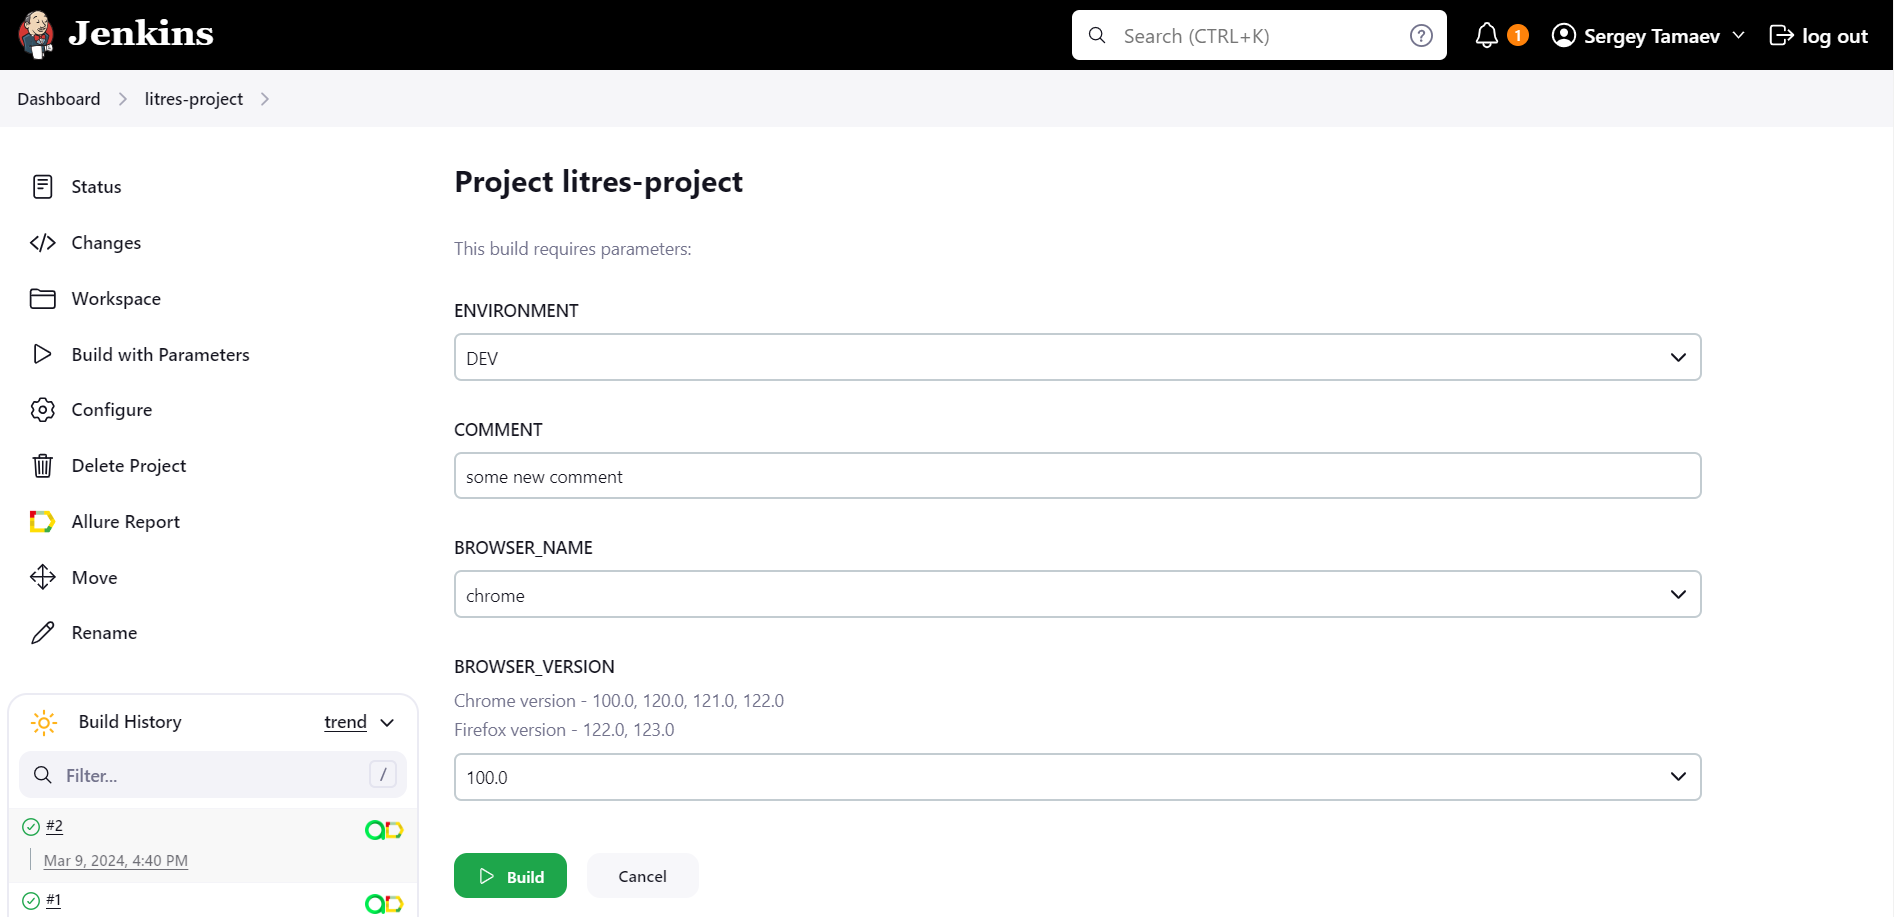 Jenkins
Search (CTRL+K)
?
1
Sergey Tamaev
log out
Dashboard
litres-project
Status
Changes
Workspace
Build with Parameters
Configure
Delete Project
Allure Report
Move
Rename
Build History
trend
Filter...
/
#2
Mar 9, 2024, 4:40 PM
#1
Project litres-project
This build requires parameters:
ENVIRONMENT
DEV
COMMENT
some new comment
BROWSER_NAME
chrome
BROWSER_VERSION
Chrome version - 100.0, 120.0, 121.0, 122.0
Firefox version - 122.0, 123.0
100.0
Build
Cancel